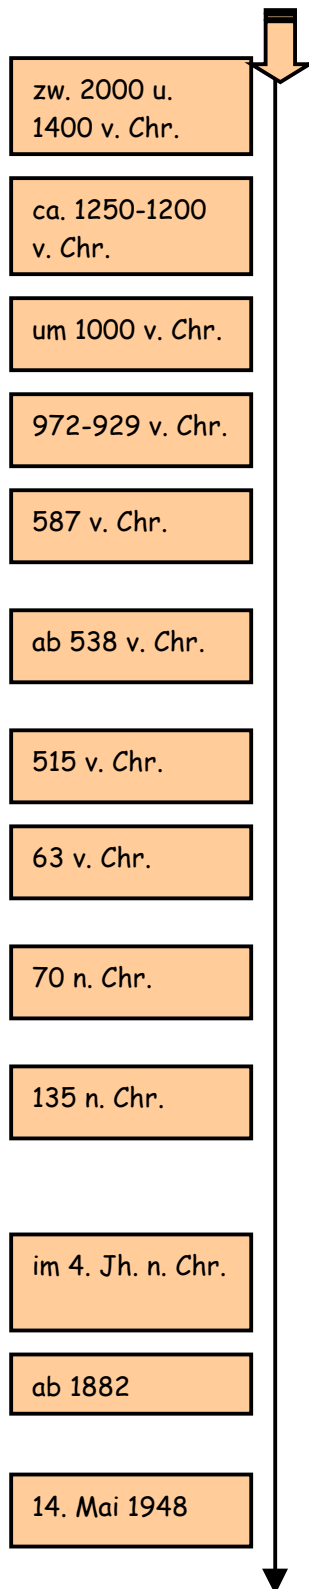 zw. 2000 u.
1400 v. Chr.
ca. 1250-1200
v. Chr.
um 1000 v. Chr.
972-929 v. Chr.
587 v. Chr.
ab 538 v. Chr.
515 v. Chr.
63 v. Chr.
70 n. Chr.
135 n. Chr.
im 4. Jh. n. Chr.
ab 1882
14. Mai 1948